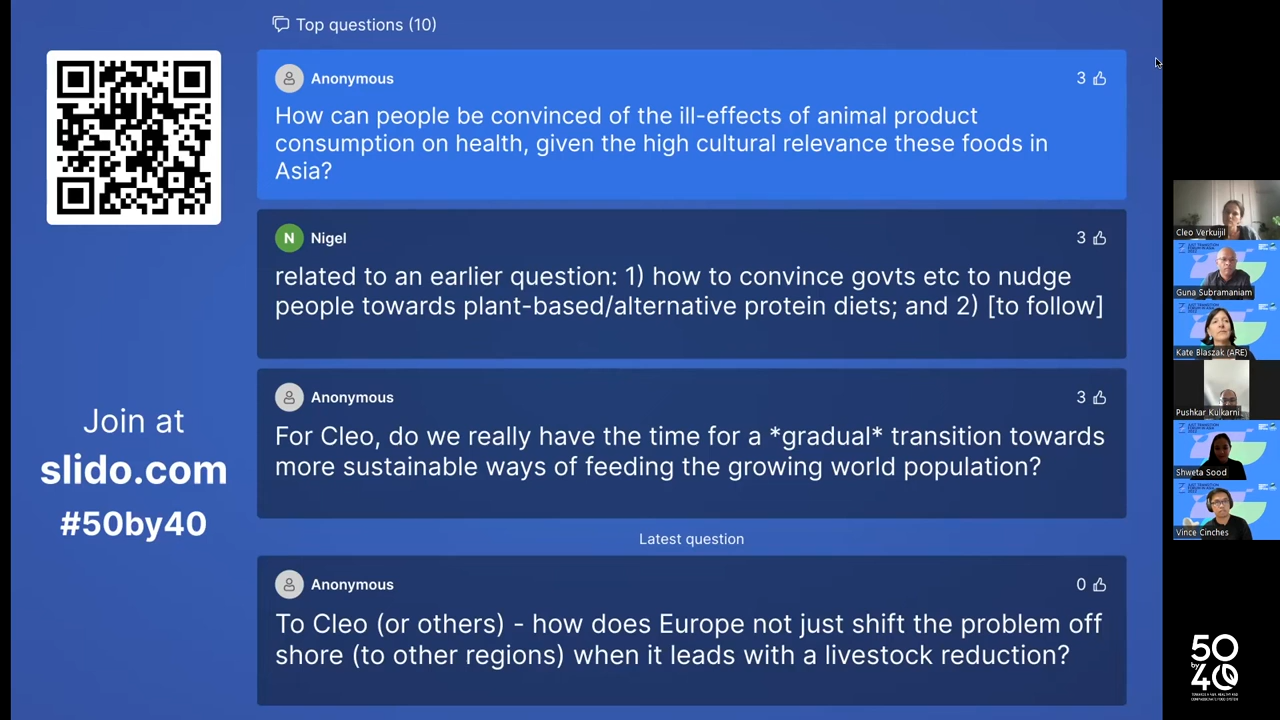 Top questions (10)
Anonymous
3
How can people be convinced of the ill-effects of animal product
consumption on health, given the high cultural relevance these foods in
Asia?
N
Nigel
3
related to an earlier question: 1) how to convince govts etc to nudge
people towards plant-based/alternative protein diets; and 2) [to follow]
Anonymous
3
For Cleo, do we really have the time for a *gradual* transition towards
more sustainable ways of feeding the growing world population?
Latest question
Anonymous
0
To Cleo (or others) - how does Europe not just shift the problem off
shore (to other regions) when it leads with a livestock reduction?
Join at
slido.com
#50by40
Cleo Verkuijl
Guna Subramaniam
Kate Blaszak (ARE)
Pushkar Kulkarni
Shweta Sood
Vince Cinches
50
by
40